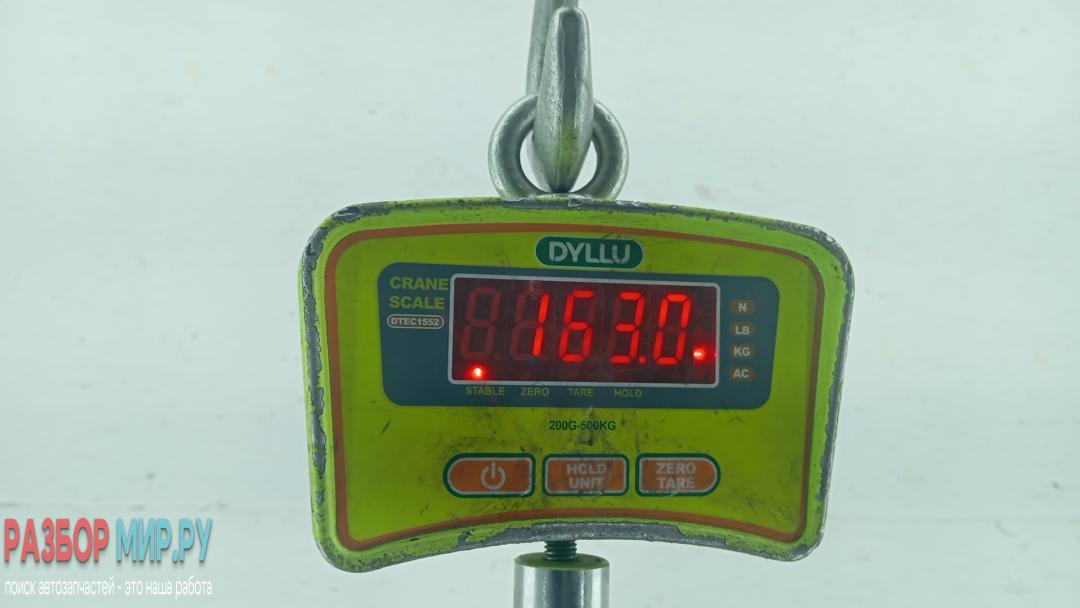 DYLLU
CRANE
SCALE
DTEC1552
163.0
N
LB
KG
AC
STABLE ZERO TARE HOLD
200G-500KG
HOLD
UNIT
ZERO
TARE
РАЗБОР МИР.РУ
поиск автозапчастей - это наша работа